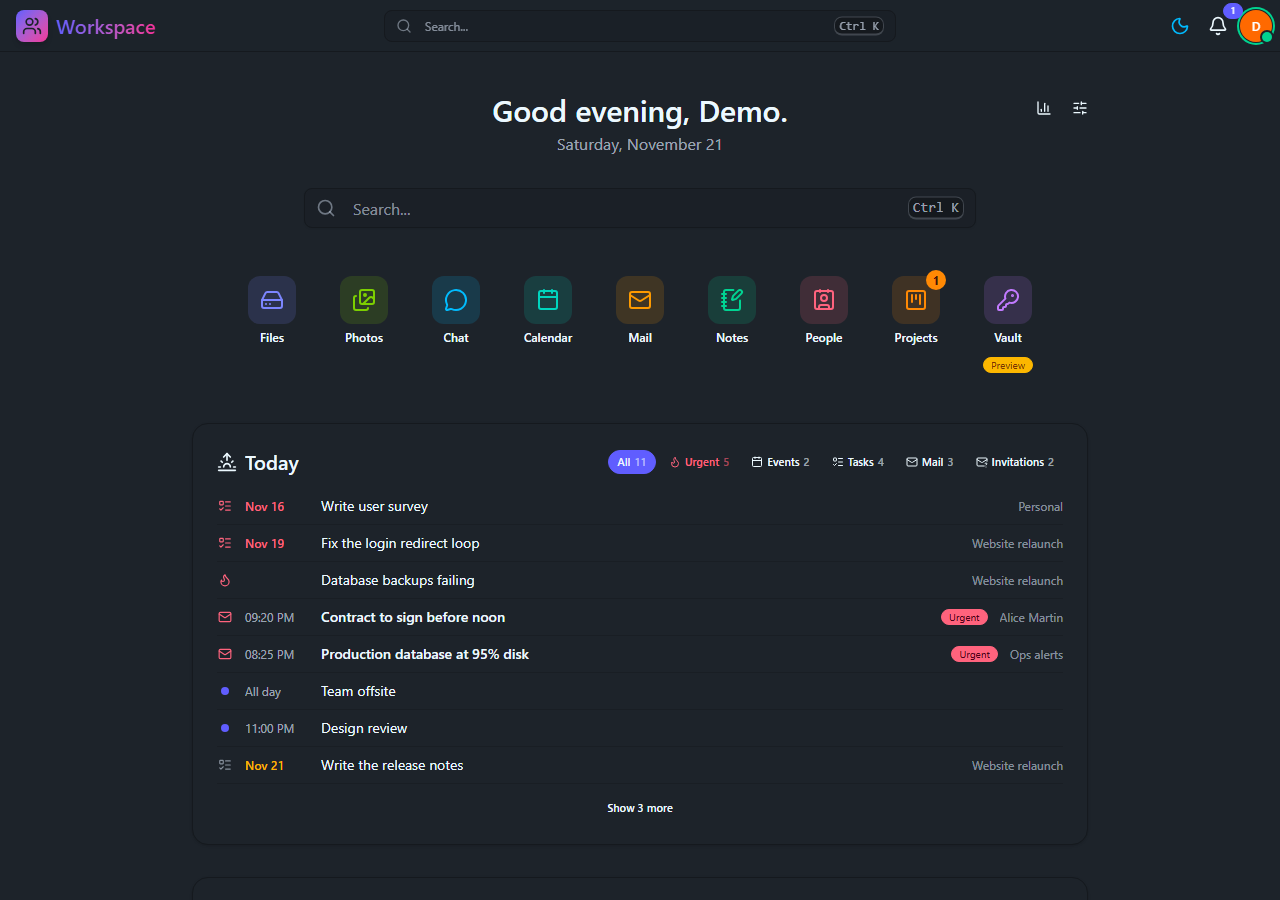 Workspace
Search...
Ctrl K
1
D
Good evening, Demo.
Saturday, November 21
Search...
Ctrl K
1
Files
Photos
Chat
Calendar
Mail
Notes
People
Projects
Vault
Preview
Today
All 11
Urgent 5
Events 2
Tasks 4
Mail 3
Invitations 2
Nov 16 Write user survey Personal
Nov 19 Fix the login redirect loop Website relaunch
Database backups failing Website relaunch
09:20 PM Contract to sign before noon Urgent Alice Martin
08:25 PM Production database at 95% disk Urgent Ops alerts
All day Team offsite
11:00 PM Design review
Nov 21 Write the release notes Website relaunch
Show 3 more